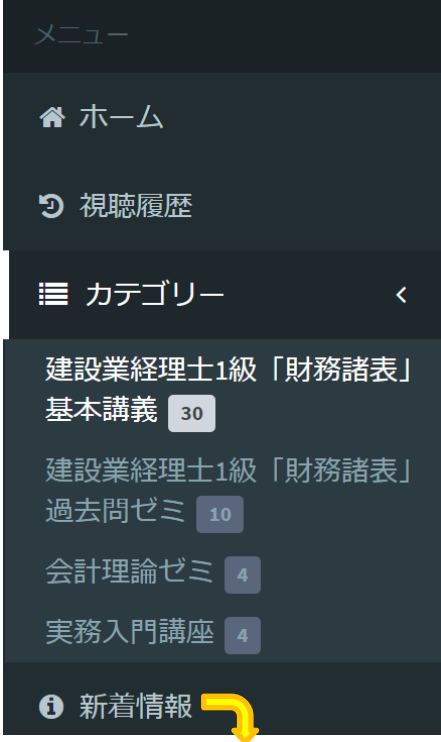 メニュー
ホーム
視聴履歴
カテゴリー
建設業経理士1級「財務諸表」
基本講義 30
建設業経理士1級「財務諸表」
過去問ゼミ 10
会計理論ゼミ 4
実務入門講座 4
新着情報